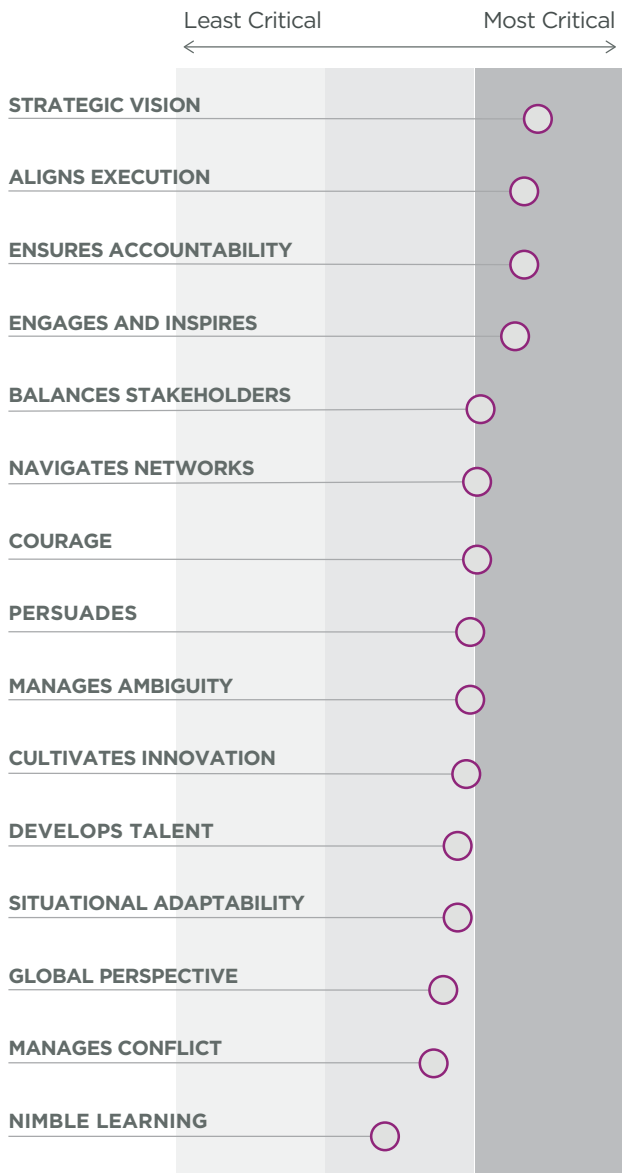 Least Critical Most Critical
STRATEGIC VISION
ALIGNS EXECUTION
ENSURES ACCOUNTABILITY
ENGAGES AND INSPIRES
BALANCES STAKEHOLDERS
NAVIGATES NETWORKS
COURAGE
PERSUADES
MANAGES AMBIGUITY
CULTIVATES INNOVATION
DEVELOPS TALENT
SITUATIONAL ADAPTABILITY
GLOBAL PERSPECTIVE
MANAGES CONFLICT
NIMBLE LEARNING